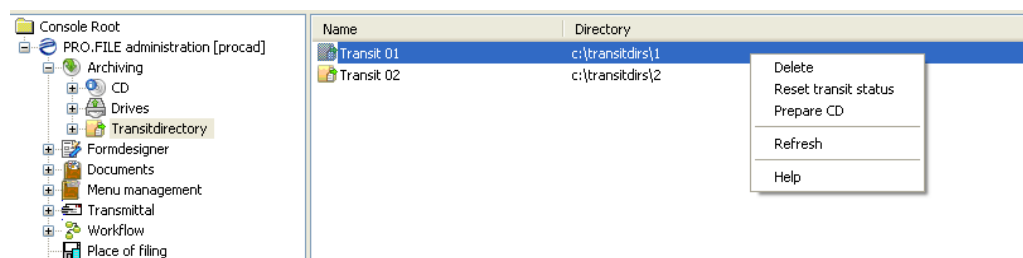 Console Root
PRO.FILE administration [procad]
Archiving
CD
Drives
Transitdirectory
Formdesigner
Documents
Menu management
Transmittal
Workflow
Place of filing
Name Directory
Transit 01 c:\transitdirs\1
Transit 02 c:\transitdirs\2
Delete
Reset transit status
Prepare CD
Refresh
Help